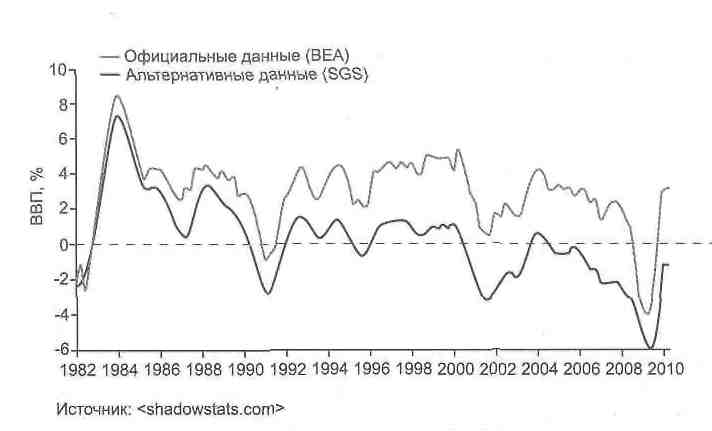 Официальные данные (BEA)
Альтернативные данные (SGS)
10
8
6
4
2
0
-2
-4
-6
ВВП, %
1982 1984 1986 1988 1990 1992 1994 1996 1998 2000 2002 2004 2006 2008 2010
Источник: <shadowstats.com>